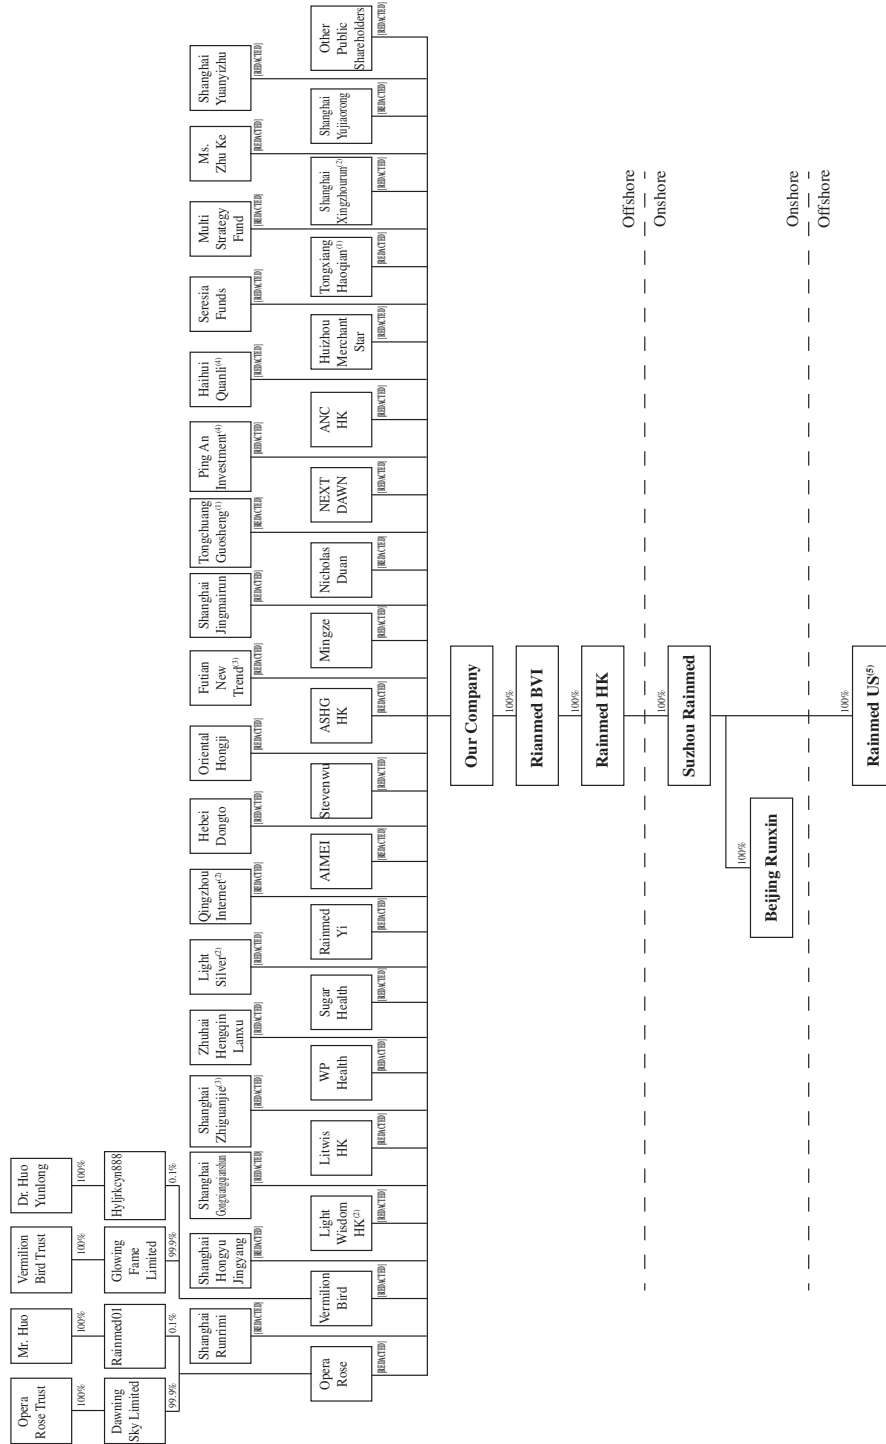 Opera
Rose Trust
100%
Mr. Huo
100%
Vermilion
Bird Trust
100%
Dr. Huo
Yunlong
100%
Dawning
Sky Limited
99.9%
Rainmed01
0.1%
Glowing
Fame
Limited
99.9%
Hyljrkcyn888
0.1%
Shanghai
Runrimi
[REDACTED]
Shanghai
Hongyu
Jingyang
[REDACTED]
Shanghai
Gongxiangqianshun
[REDACTED]
Shanghai
Zhiguanjie(3)
[REDACTED]
Zhuhai
Hengqin
Lanxu
[REDACTED]
Light
Silver(2)
[REDACTED]
Qingzhou
Internet(2)
[REDACTED]
Hebei
Dongto
[REDACTED]
Oriental
Hongji
[REDACTED]
Futian
New
Trend(3)
[REDACTED]
Shanghai
Jingmairun
[REDACTED]
Tongchuang
Guosheng(1)
[REDACTED]
Ping An
Investment(4)
[REDACTED]
Haihui
Quanli(4)
[REDACTED]
Seresia
Funds
[REDACTED]
Multi
Strategy
Fund
[REDACTED]
Ms.
Zhu Ke
[REDACTED]
Shanghai
Yuanyizhu
[REDACTED]
Opera
Rose
[REDACTED]
Vermilion
Bird
[REDACTED]
Light
Wisdom
HK(2)
[REDACTED]
Litwis
HK
[REDACTED]
WP
Health
[REDACTED]
Sugar
Health
[REDACTED]
Rainmed
Yi
[REDACTED]
AIMEI
[REDACTED]
Stevenwu
[REDACTED]
ASHG
HK
[REDACTED]
Mingze
[REDACTED]
Nicholas
Duan
[REDACTED]
NEXT
DAWN
[REDACTED]
ANC
HK
[REDACTED]
Huizhou
Merchant
Star
[REDACTED]
Tongxiang
Haoqian(1)
[REDACTED]
Shanghai
Xingzhourun(2)
[REDACTED]
Shanghai
Yujiaorong
[REDACTED]
Other
Public
Shareholders
[REDACTED]
Our Company
100%
Rianmed BVI
100%
Rainmed HK
Offshore
Onshore
100%
Suzhou Rainmed
100%
Beijing Runxin
Onshore
Offshore
100%
Rainmed US(5)